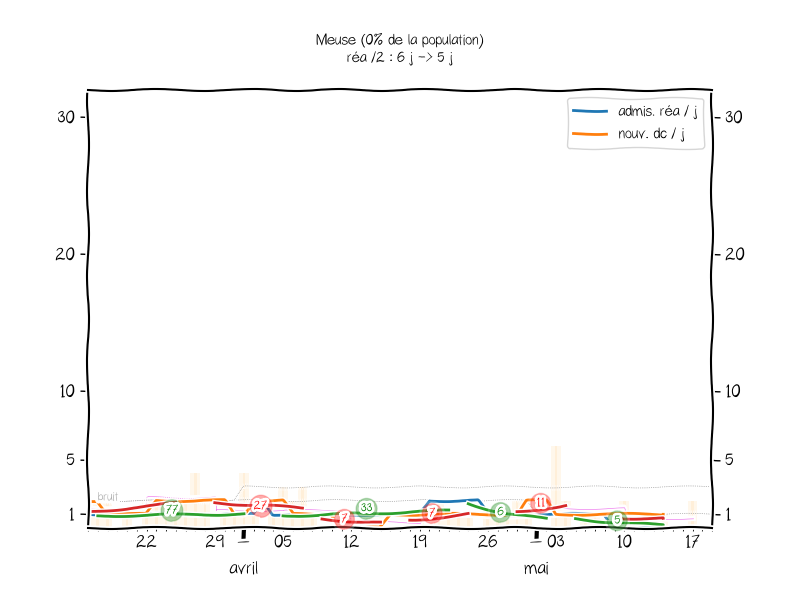 Meuse (0% de la population)
réa /2 : 6 j -> 5 j
admis. réa / j
nouv. dc / j
30 30
20 20
10 10
5 5
bruit
1 1
77 27 7 33 7 6 11 5
22 29 1 05 12 19 26 1 03 10 17
avril mai